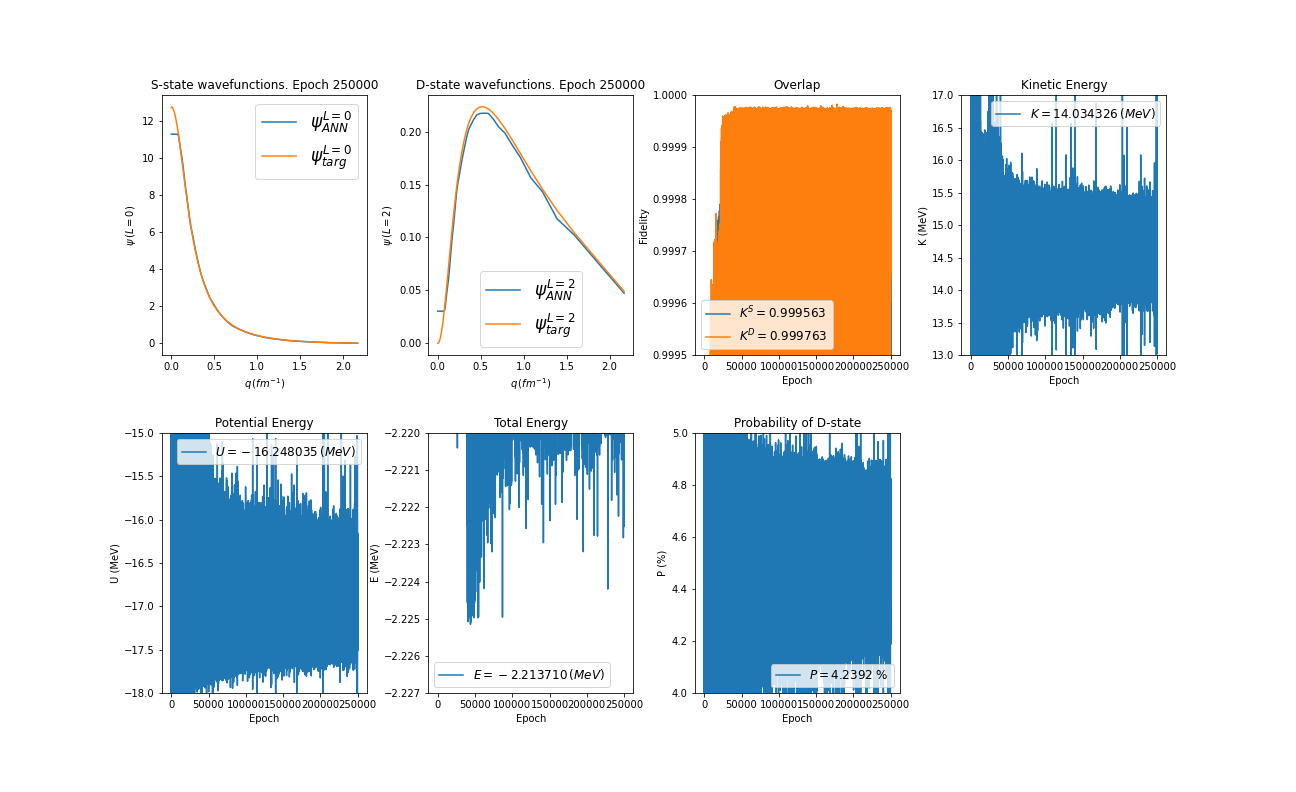 S-state wavefunctions. Epoch 250000
ψ_{ANN}^{L=0}
ψ_{targ}^{L=0}
ψ(L=0)
12
10
8
6
4
2
0
0.0 0.5 1.0 1.5 2.0
q(fm⁻¹)
D-state wavefunctions. Epoch 250000
ψ_{ANN}^{L=2}
ψ_{targ}^{L=2}
ψ(L=2)
0.20
0.15
0.10
0.05
0.00
0.0 0.5 1.0 1.5 2.0
q(fm⁻¹)
Overlap
Fidelity
1.0000
0.9999
0.9998
0.9997
0.9996
0.9995
K^S = 0.999563
K^D = 0.999763
0 50000 100000 150000 200000 250000
Epoch
Kinetic Energy
K = 14.034326 (MeV)
K (MeV)
17.0
16.5
16.0
15.5
15.0
14.5
14.0
13.5
13.0
0 50000 100000 150000 200000 250000
Epoch
Potential Energy
U = −16.248035 (MeV)
U (MeV)
−15.0
−15.5
−16.0
−16.5
−17.0
−17.5
−18.0
0 50000 100000 150000 200000 250000
Epoch
Total Energy
E (MeV)
−2.220
−2.221
−2.222
−2.223
−2.224
−2.225
−2.226
−2.227
E = −2.213710 (MeV)
0 50000 100000 150000 200000 250000
Epoch
Probability of D-state
P (%)
5.0
4.8
4.6
4.4
4.2
4.0
P = 4.2392 %
0 50000 100000 150000 200000 250000
Epoch